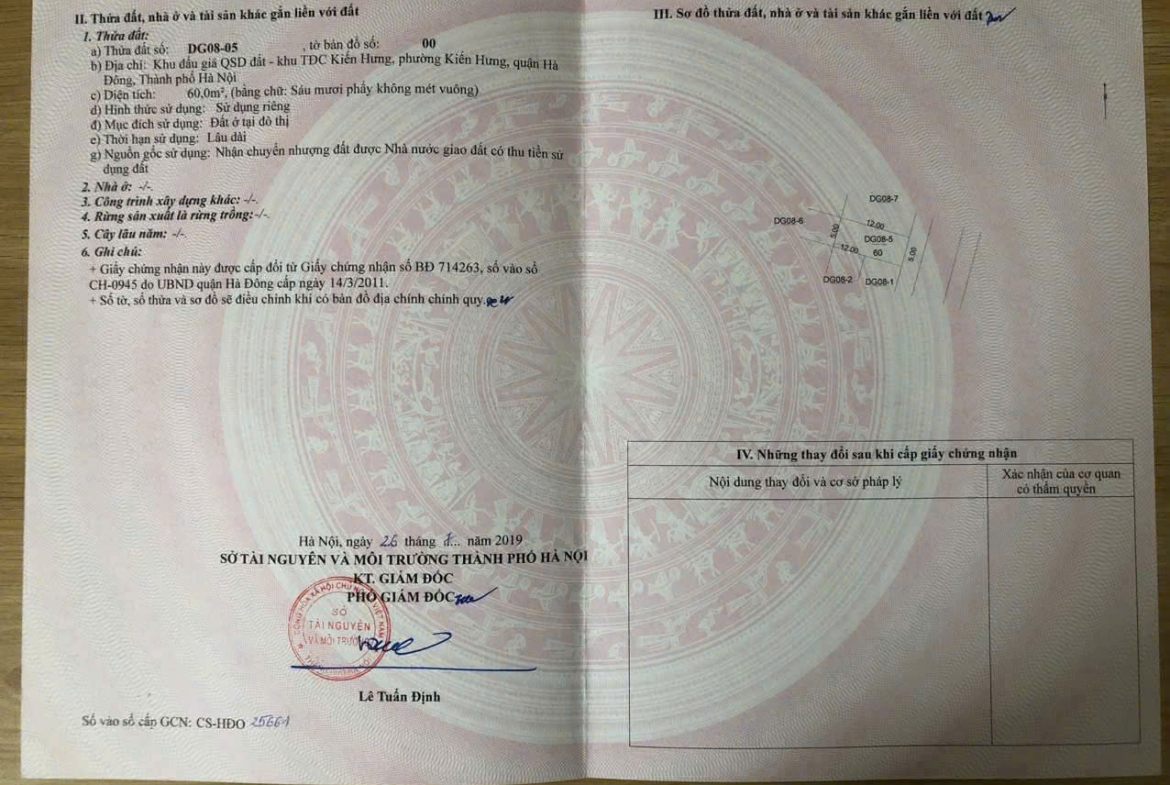 II. Thửa đất, nhà ở và tài sản khác gắn liền với đất
1. Thửa đất:
a) Thửa đất số: DG08-05 , tờ bản đồ số: 00
b) Địa chỉ: Khu đấu giá QSD đất - khu TĐC Kiến Hưng, phường Kiến Hưng, quận Hà
Đông, Thành phố Hà Nội
c) Diện tích: 60,0m², (bằng chữ: Sáu mươi phẩy không mét vuông)
d) Hình thức sử dụng: Sử dụng riêng
đ) Mục đích sử dụng: Đất ở tại đô thị
e) Thời hạn sử dụng: Lâu dài
g) Nguồn gốc sử dụng: Nhận chuyển nhượng đất được Nhà nước giao đất có thu tiền sử
dụng đất
2. Nhà ở: -/-.
3. Công trình xây dựng khác: -/-.
4. Rừng sản xuất là rừng trồng:-/-.
5. Cây lâu năm: -/-.
6. Ghi chú:
+ Giấy chứng nhận này được cấp đổi từ Giấy chứng nhận số BĐ 714263, số vào sổ
CH-0945 do UBND quận Hà Đông cấp ngày 14/3/2011.
+ Số tờ, số thửa và sơ đồ sẽ điều chỉnh khi có bản đồ địa chính chính quy.
Hà Nội, ngày 26 tháng ... năm 2019
SỞ TÀI NGUYÊN VÀ MÔI TRƯỜNG THÀNH PHỐ HÀ NỘI
KT. GIÁM ĐỐC
PHÓ GIÁM ĐỐC
CỘNG HÒA XÃ HỘI CHỦ NGHĨA VIỆT NAM
SỞ
TÀI NGUYÊN
VÀ MÔI TRƯỜNG
Lê Tuấn Định
Số vào sổ cấp GCN: CS-HĐO 25661
III. Sơ đồ thửa đất, nhà ở và tài sản khác gắn liền với đất
DG08-7
DG08-6
12.00
5.00
DG08-5
12.00
60
5.00
DG08-2
DG08-1
IV. Những thay đổi sau khi cấp giấy chứng nhận
Nội dung thay đổi và cơ sở pháp lý
Xác nhận của cơ quan
có thẩm quyền